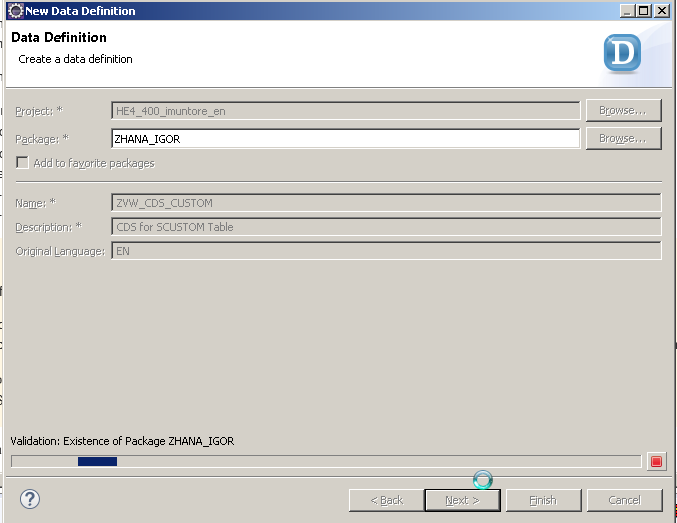 New Data Definition
Data Definition
Create a data definition
D
Project: * HE4_400_imuntore_en Browse...
Package: * ZHANA_IGOR Browse...
Add to favorite packages
Name: * ZVW_CDS_CUSTOM
Description: * CDS for SCUSTOM Table
Original Language: EN
Validation: Existence of Package ZHANA_IGOR
? < Back Next > Finish Cancel